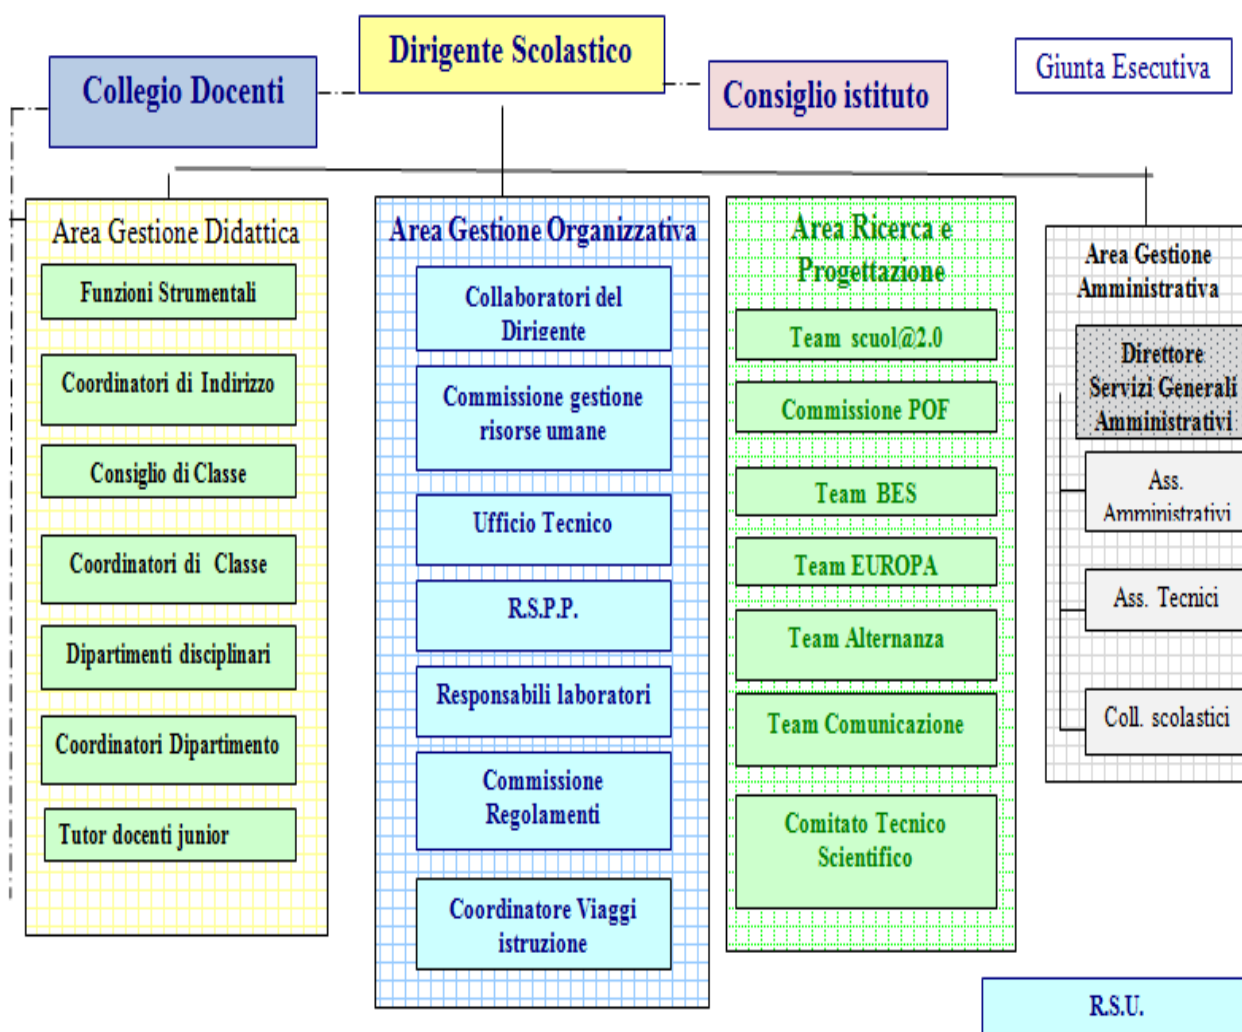 Dirigente Scolastico
Collegio Docenti
Consiglio istituto
Giunta Esecutiva
Area Gestione Didattica
Funzioni Strumentali
Coordinatori di Indirizzo
Consiglio di Classe
Coordinatori di Classe
Dipartimenti disciplinari
Coordinatori Dipartimento
Tutor docenti junior
Area Gestione Organizzativa
Collaboratori del
Dirigente
Commissione gestione
risorse umane
Ufficio Tecnico
R.S.P.P.
Responsabili laboratori
Commissione
Regolamenti
Coordinatore Viaggi
istruzione
Area Ricerca e
Progettazione
Team scuol@2.0
Commissione POF
Team BES
Team EUROPA
Team Alternanza
Team Comunicazione
Comitato Tecnico
Scientifico
Area Gestione
Amministrativa
Direttore
Servizi Generali
Amministrativi
Ass.
Amministrativi
Ass. Tecnici
Coll. scolastici
R.S.U.